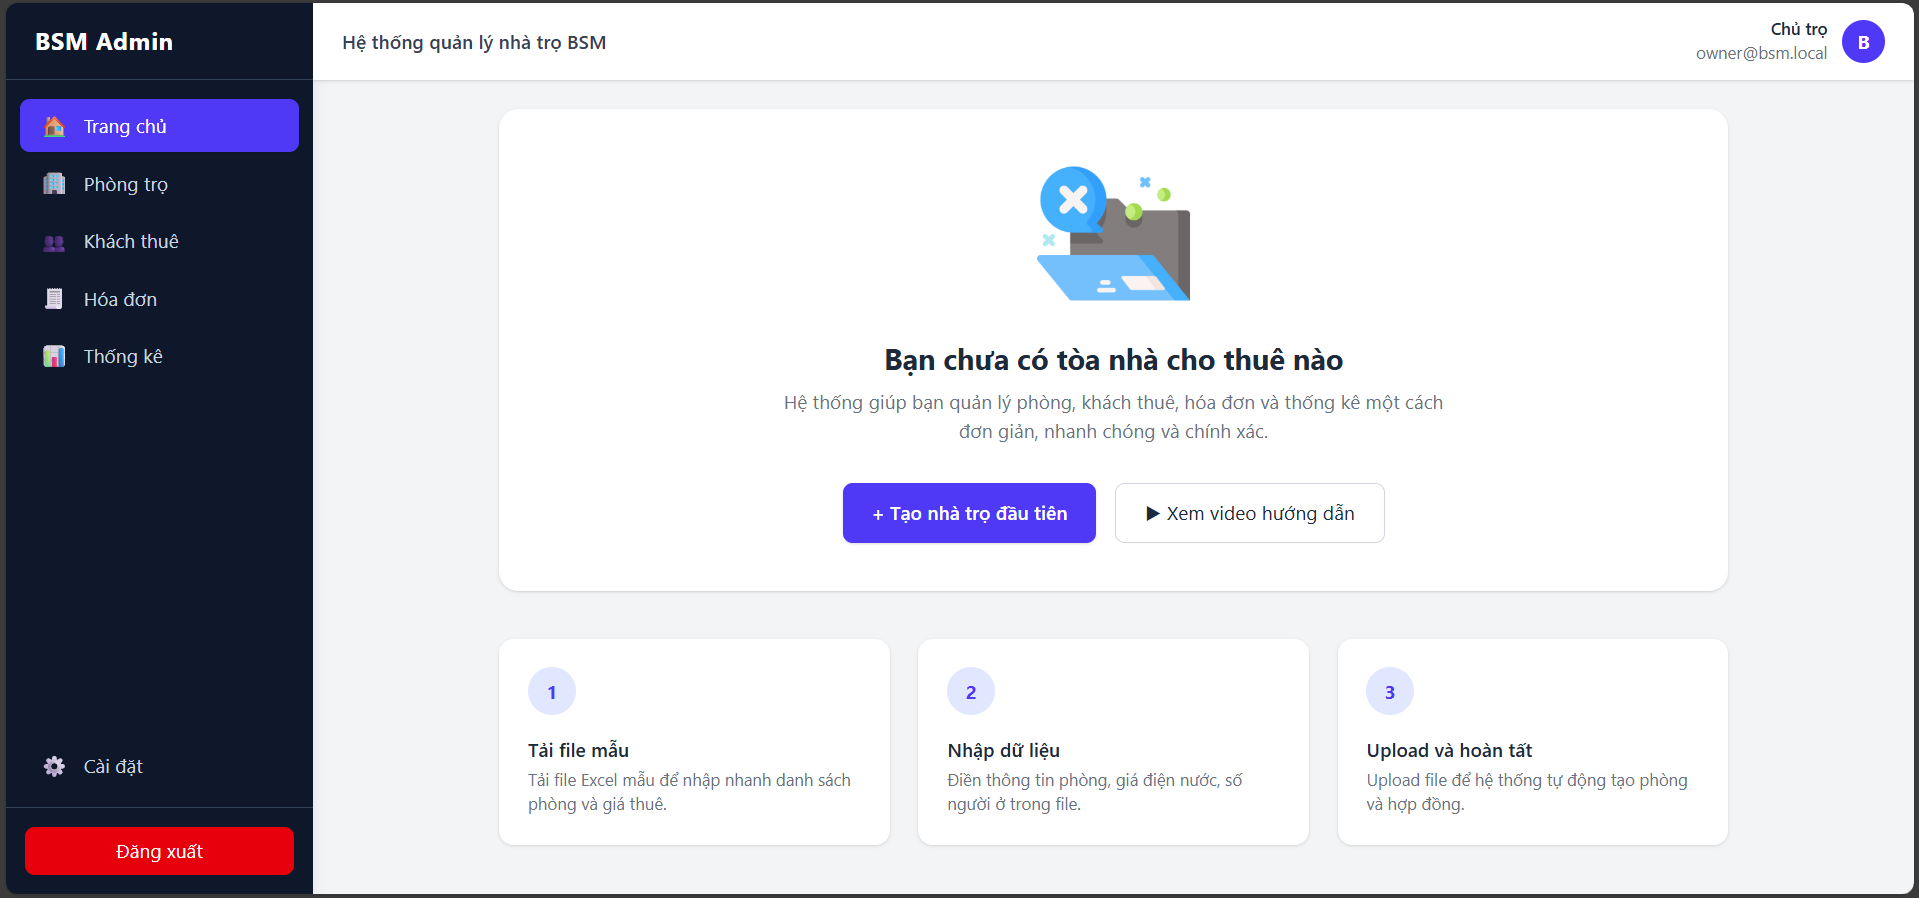 BSM Admin
Trang chủ
Phòng trọ
Khách thuê
Hóa đơn
Thống kê
Cài đặt
Đăng xuất
Hệ thống quản lý nhà trọ BSM
Chủ trọ
owner@bsm.local
B
Bạn chưa có tòa nhà cho thuê nào
Hệ thống giúp bạn quản lý phòng, khách thuê, hóa đơn và thống kê một cách
đơn giản, nhanh chóng và chính xác.
+ Tạo nhà trọ đầu tiên
▶ Xem video hướng dẫn
1
Tải file mẫu
Tải file Excel mẫu để nhập nhanh danh sách
phòng và giá thuê.
2
Nhập dữ liệu
Điền thông tin phòng, giá điện nước, số
người ở trong file.
3
Upload và hoàn tất
Upload file để hệ thống tự động tạo phòng
và hợp đồng.